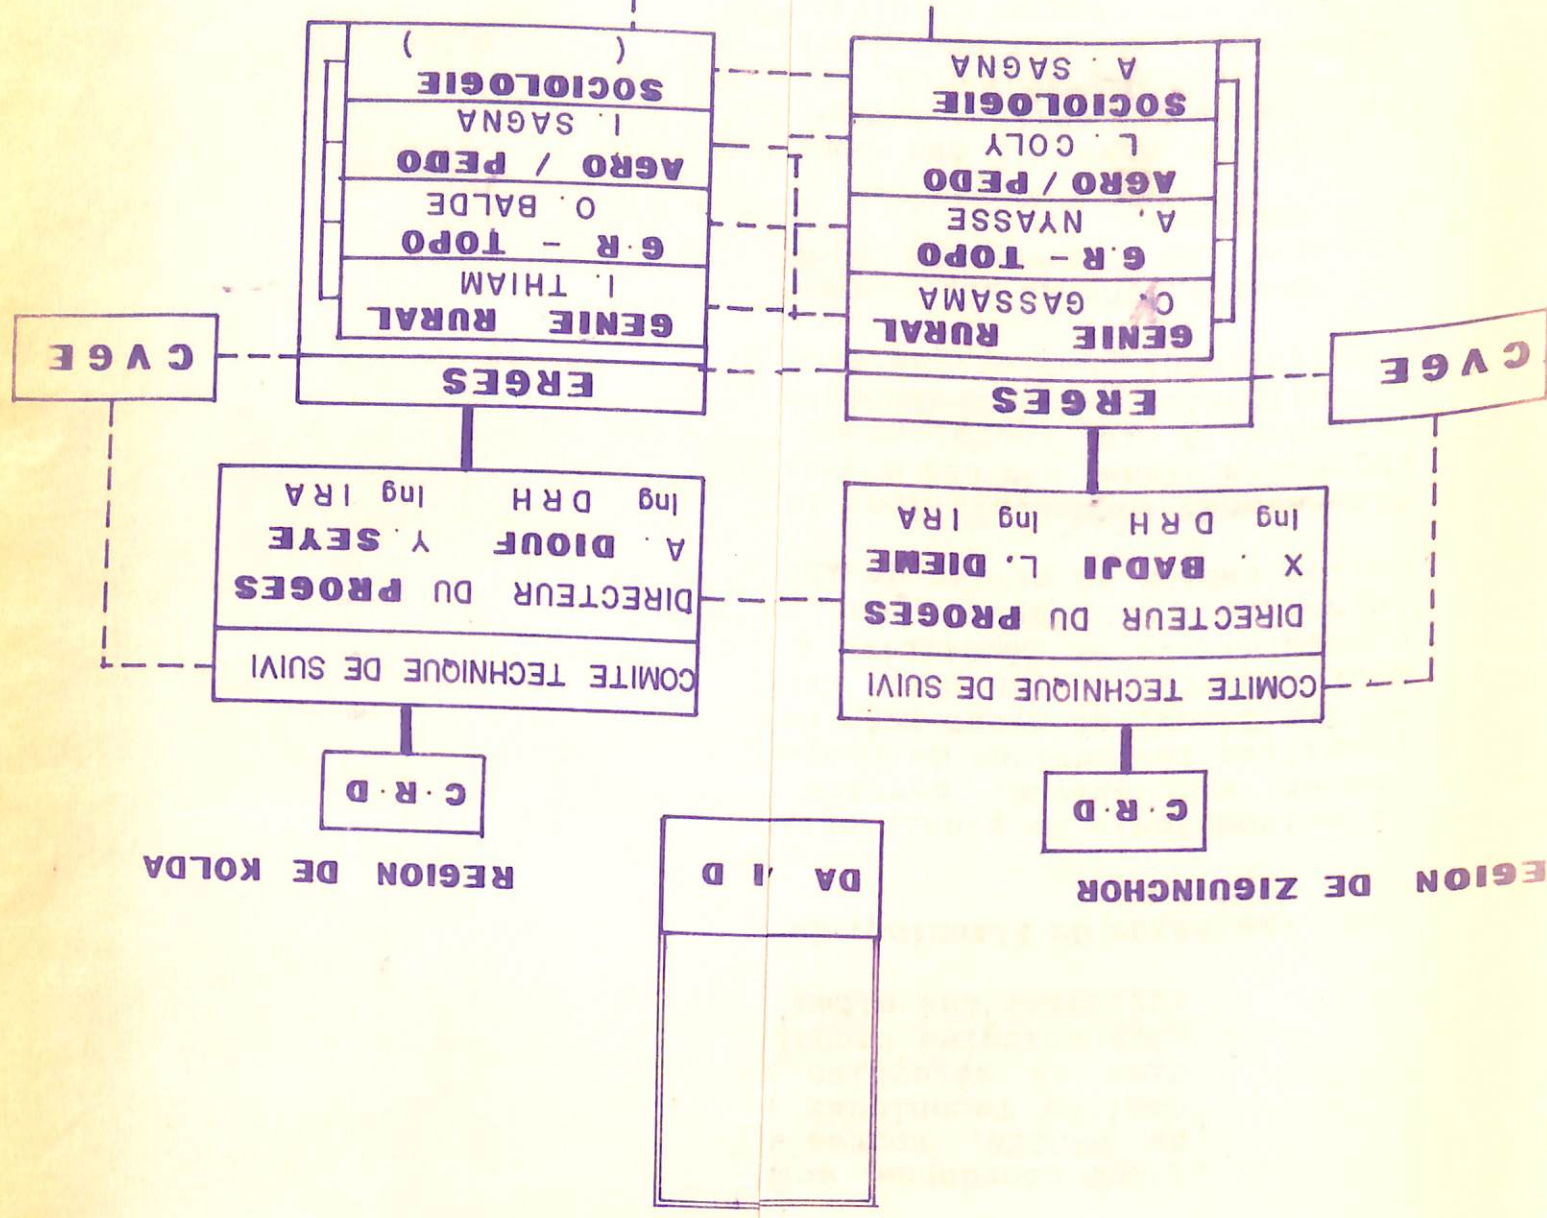 DA
D
EGION DE ZIGUINCHOR
C.R.D
COMITE TECHNIQUE DE SUIVI
DIRECTEUR DU PROGES
X. BADJI L. DIEME
Ing DRH Ing IRA
CVGE
ERGES
GENIE RURAL
GASSAMA
G.R - TOPO
A. NYASSE
AGRO / PEDO
L. COLY
SOCIOLOGIE
A. SAGNA
REGION DE KOLDA
C.R.D
COMITE TECHNIQUE DE SUIVI
DIRECTEUR DU PROGES
A. DIOUF Y. SEYE
Ing DRH Ing IRA
ERGES
CVGE
GENIE RURAL
I. THIAM
G.R - TOPO
O. BALDE
AGRO / PEDO
I. SAGNA
SOCIOLOGIE
( )